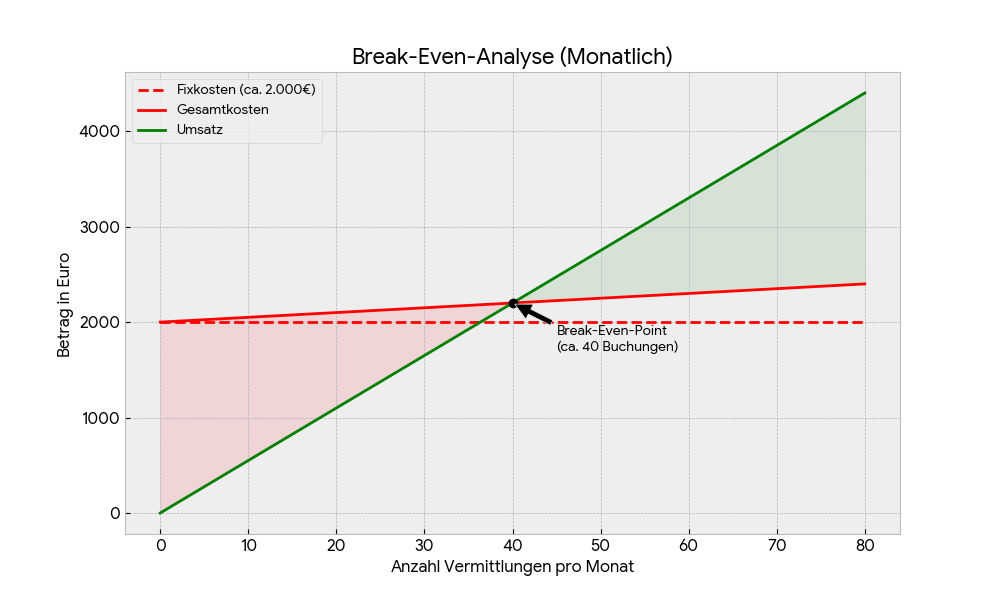 Break-Even-Analyse (Monatlich)
Fixkosten (ca. 2.000€)
Gesamtkosten
Umsatz
Betrag in Euro
4000
3000
2000
1000
0
Break-Even-Point
(ca. 40 Buchungen)
0 10 20 30 40 50 60 70 80
Anzahl Vermittlungen pro Monat